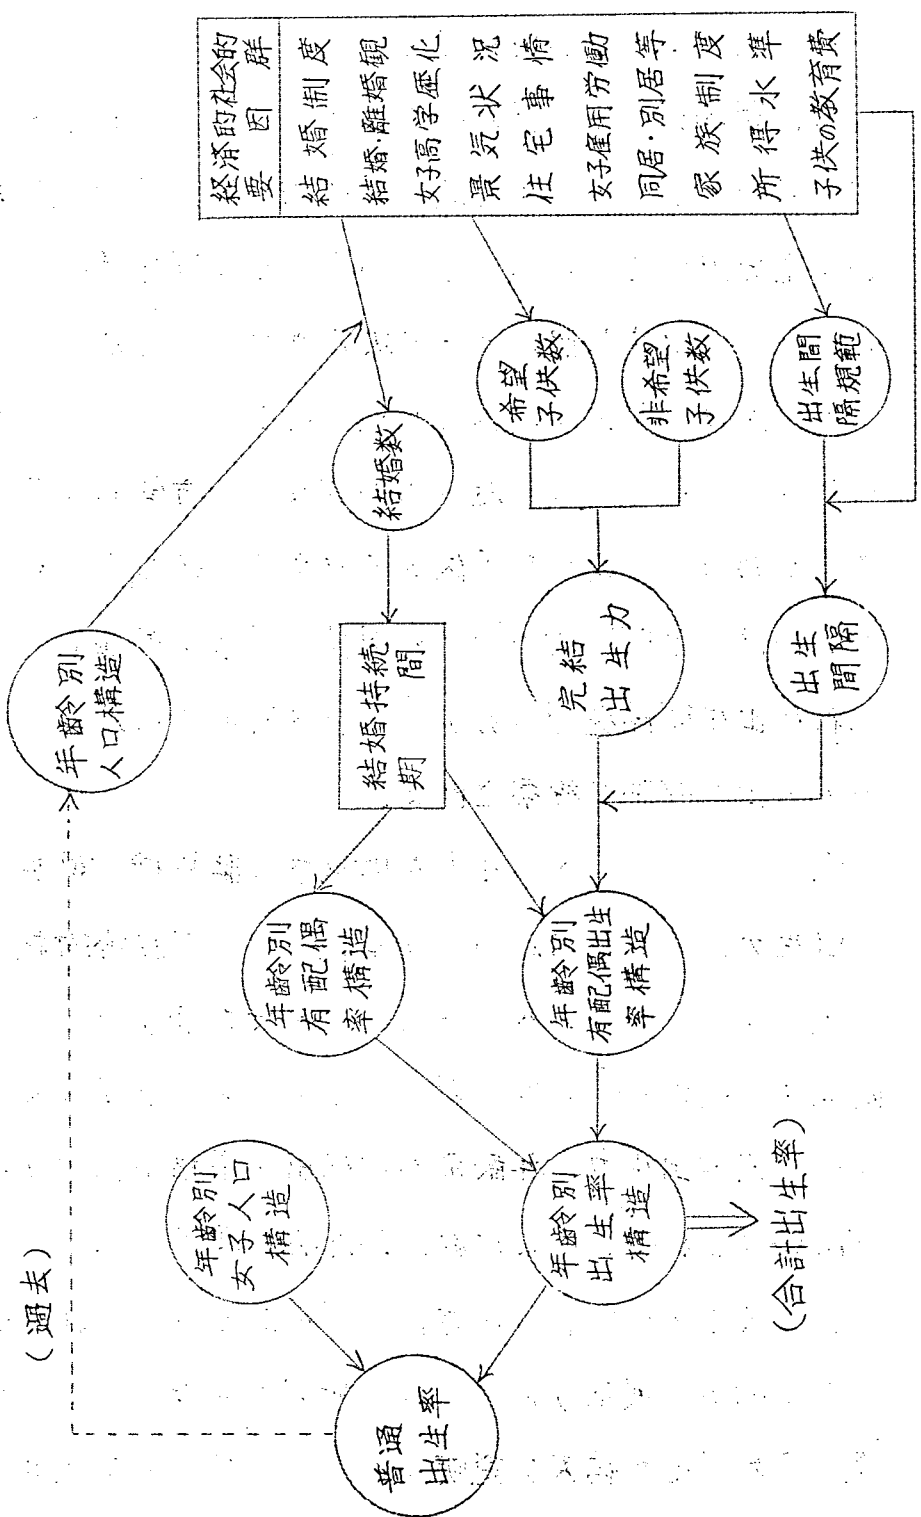 経済的社会的
要因群
結婚制度
結婚・離婚観
女子高学歴化
景気状況
住宅事情
女子雇用労働
同居・別居等
家族制度
所得水準
子供の教育費
希望
子供数
非希望
子供数
出生間
隔規範
結婚数
年齢別
人口構造
結婚持続
期間
完結
出生力
出生
間隔
年齢別
有配偶
率構造
年齢別
有配偶出生
率構造
年齢別
女子人口
構造
年齢別
出生率
構造
(合計出生率)
(過去)
普通
出生率